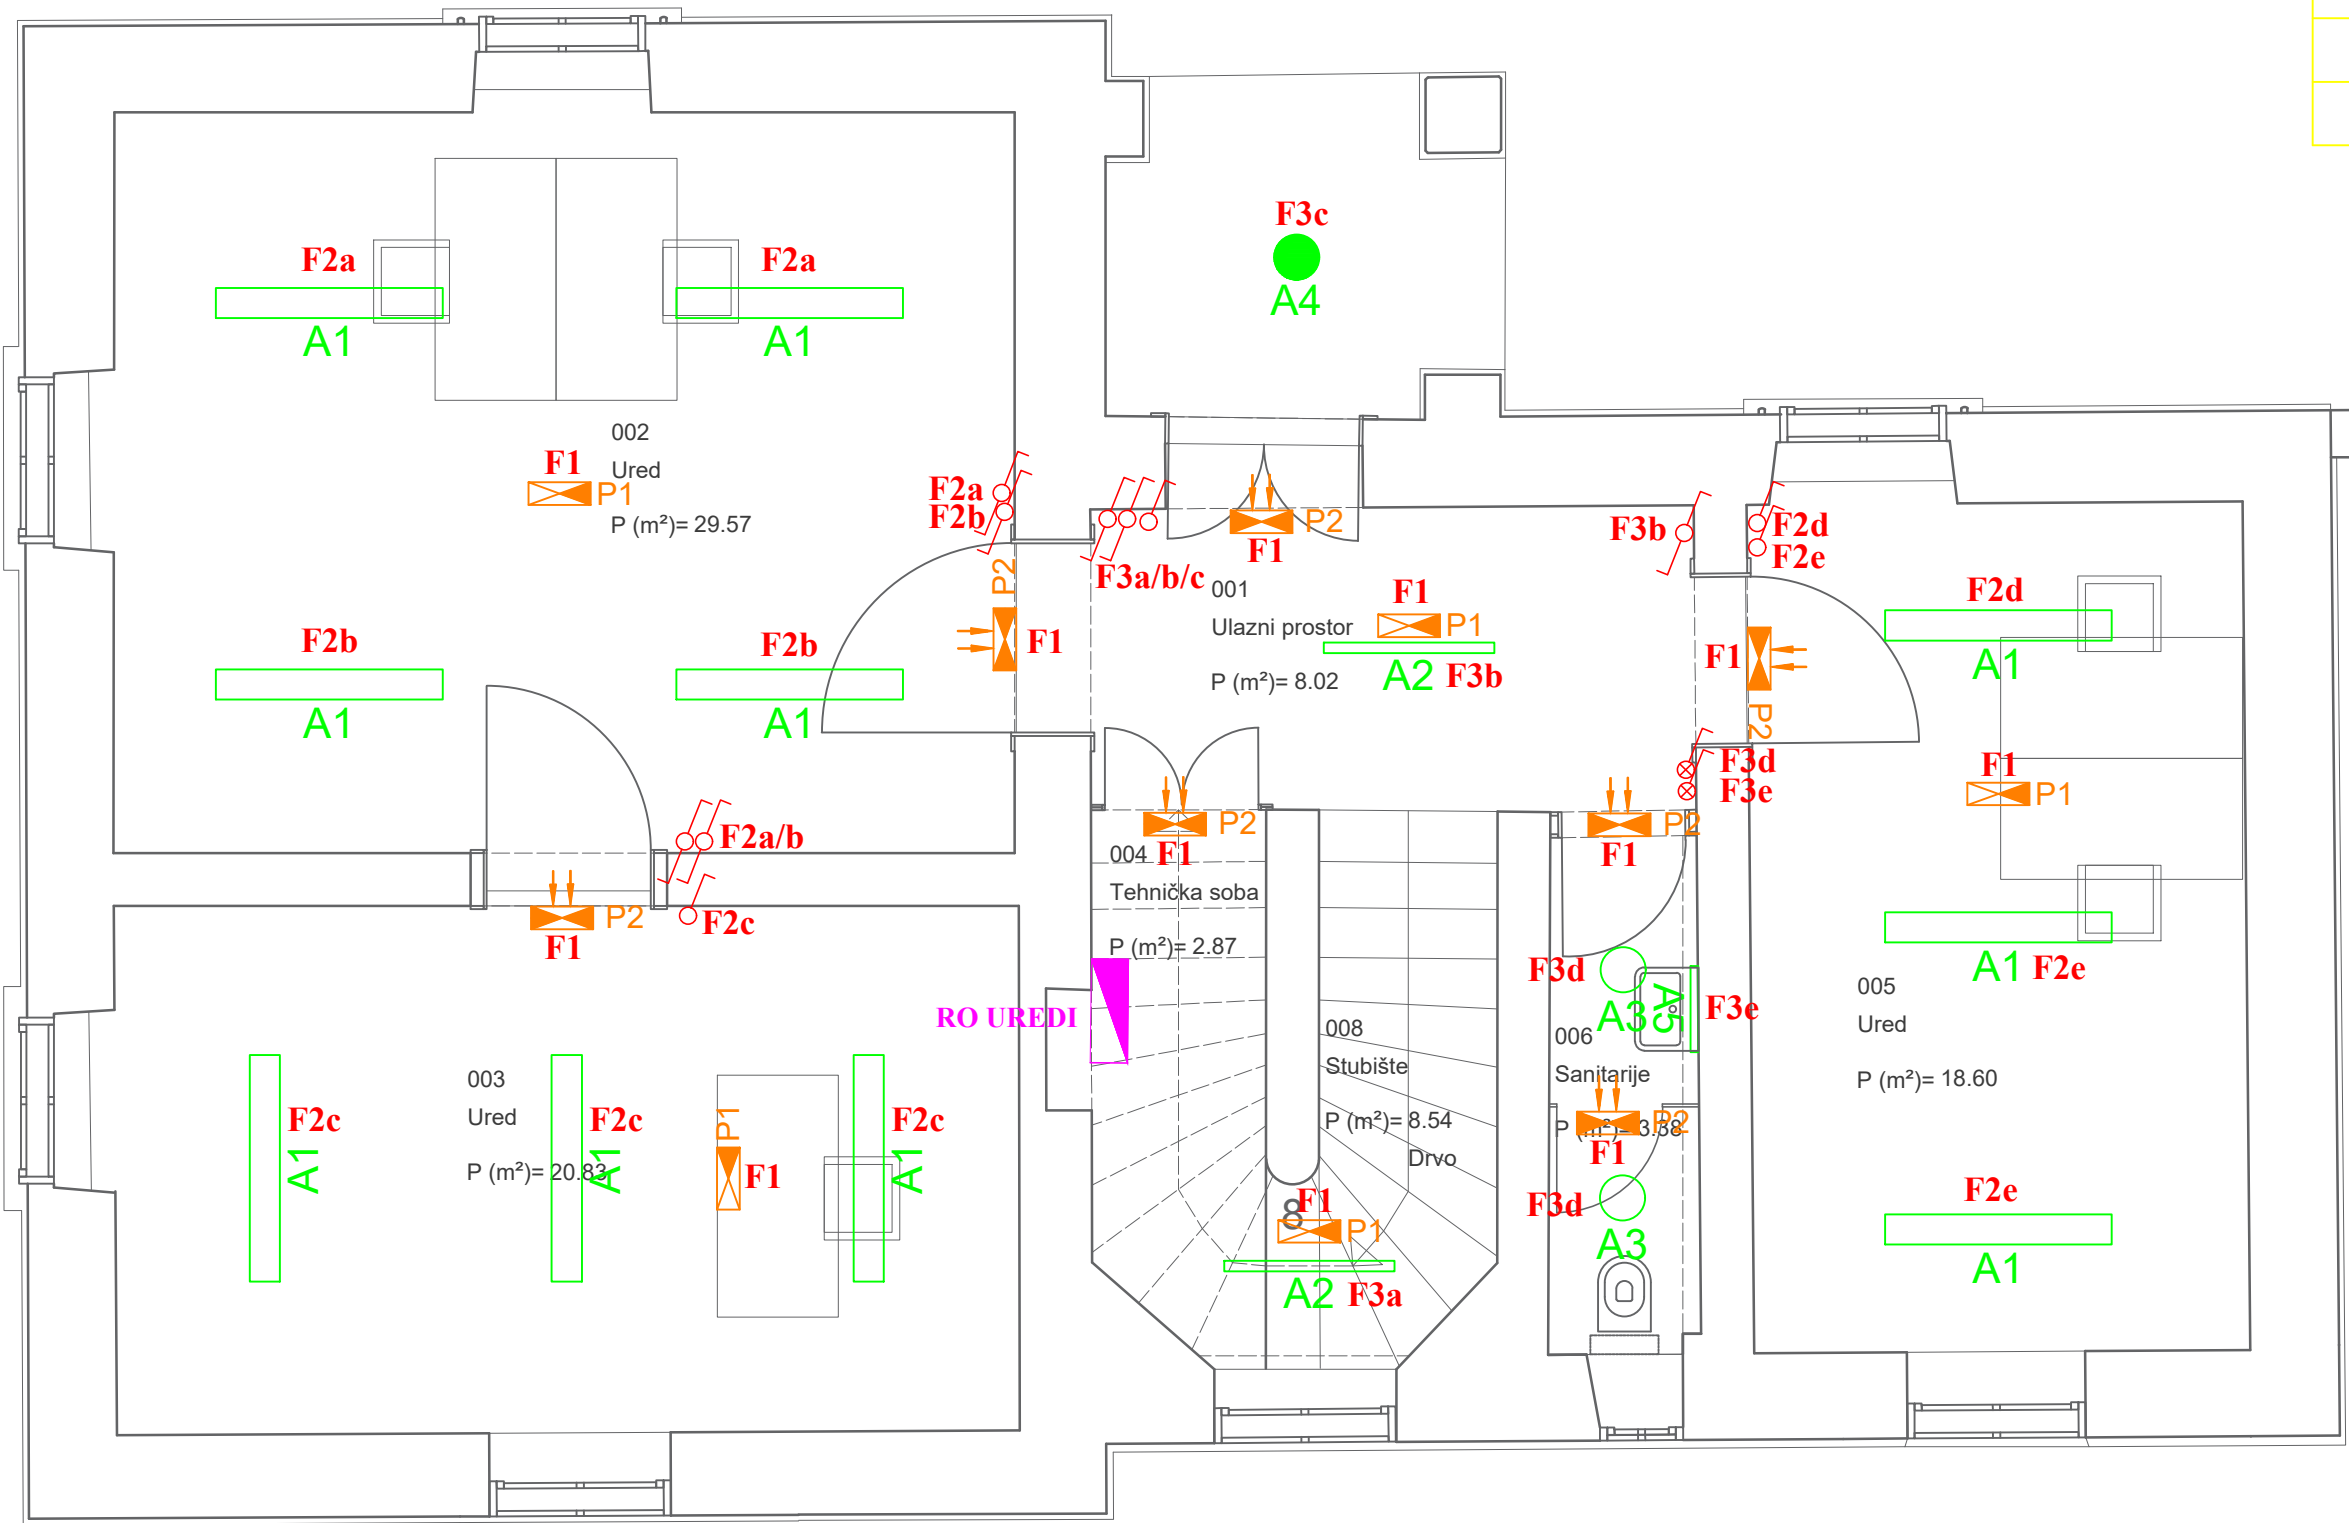 F3c
A4
F2a
F2a
A1
A1
002
Ured
P (m²)= 29.57
F1
P1
F2a
F2b
F3a/b/c
P2
F1
F3b
F2d
F2e
P2
F1
001
Ulazni prostor
P (m²)= 8.02
F1
P1
A2
F3b
F1
P2
F2d
A1
F2b
F2b
A1
A1
F3d
F3e
F1
P1
F2a/b
P2
F1
F2c
P2
F1
004
Tehnička soba
P (m²)= 2.87
P2
F1
RO UREDI
F3d
A3
A5
F3e
A1
F2e
005
Ured
P (m²)= 18.60
008
Stubište
P (m²)= 8.54
Drvo
006
Sanitarije
P (m²)= 3.38
P2
F1
003
Ured
P (m²)= 20.83
F2c
A1
F2c
A1
P1
F1
F2c
A1
8
F1
P1
A2
F3a
F3d
A3
F2e
A1